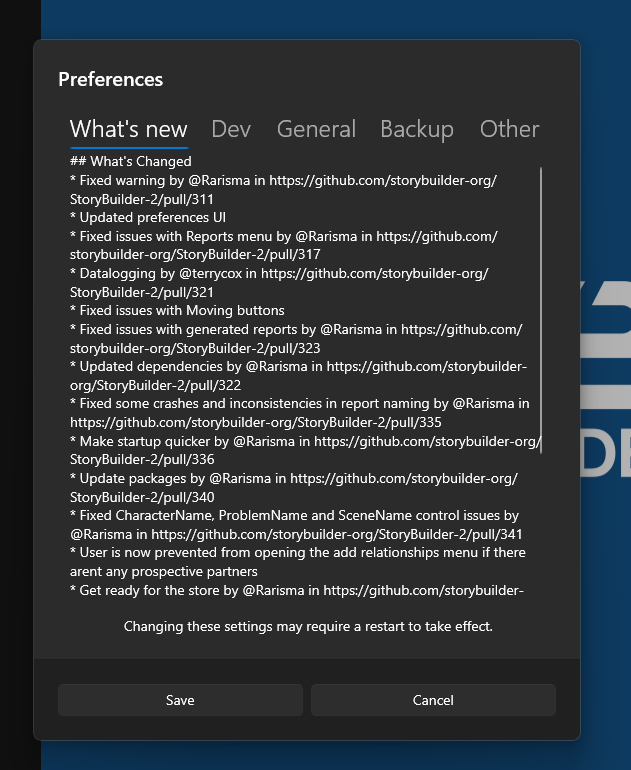 Preferences
What's new Dev General Backup Other
## What's Changed
* Fixed warning by @Rarisma in https://github.com/storybuilder-org/
StoryBuilder-2/pull/311
* Updated preferences UI
* Fixed issues with Reports menu by @Rarisma in https://github.com/
storybuilder-org/StoryBuilder-2/pull/317
* Datalogging by @terrycox in https://github.com/storybuilder-org/
StoryBuilder-2/pull/321
* Fixed issues with Moving buttons
* Fixed issues with generated reports by @Rarisma in https://github.com/
storybuilder-org/StoryBuilder-2/pull/323
* Updated dependencies by @Rarisma in https://github.com/storybuilder-
org/StoryBuilder-2/pull/322
* Fixed some crashes and inconsistencies in report naming by @Rarisma in
https://github.com/storybuilder-org/StoryBuilder-2/pull/335
* Make startup quicker by @Rarisma in https://github.com/storybuilder-org/
StoryBuilder-2/pull/336
* Update packages by @Rarisma in https://github.com/storybuilder-org/
StoryBuilder-2/pull/340
* Fixed CharacterName, ProblemName and SceneName control issues by
@Rarisma in https://github.com/storybuilder-org/StoryBuilder-2/pull/341
* User is now prevented from opening the add relationships menu if there
arent any prospective partners
* Get ready for the store by @Rarisma in https://github.com/storybuilder-
Changing these settings may require a restart to take effect.
Save Cancel